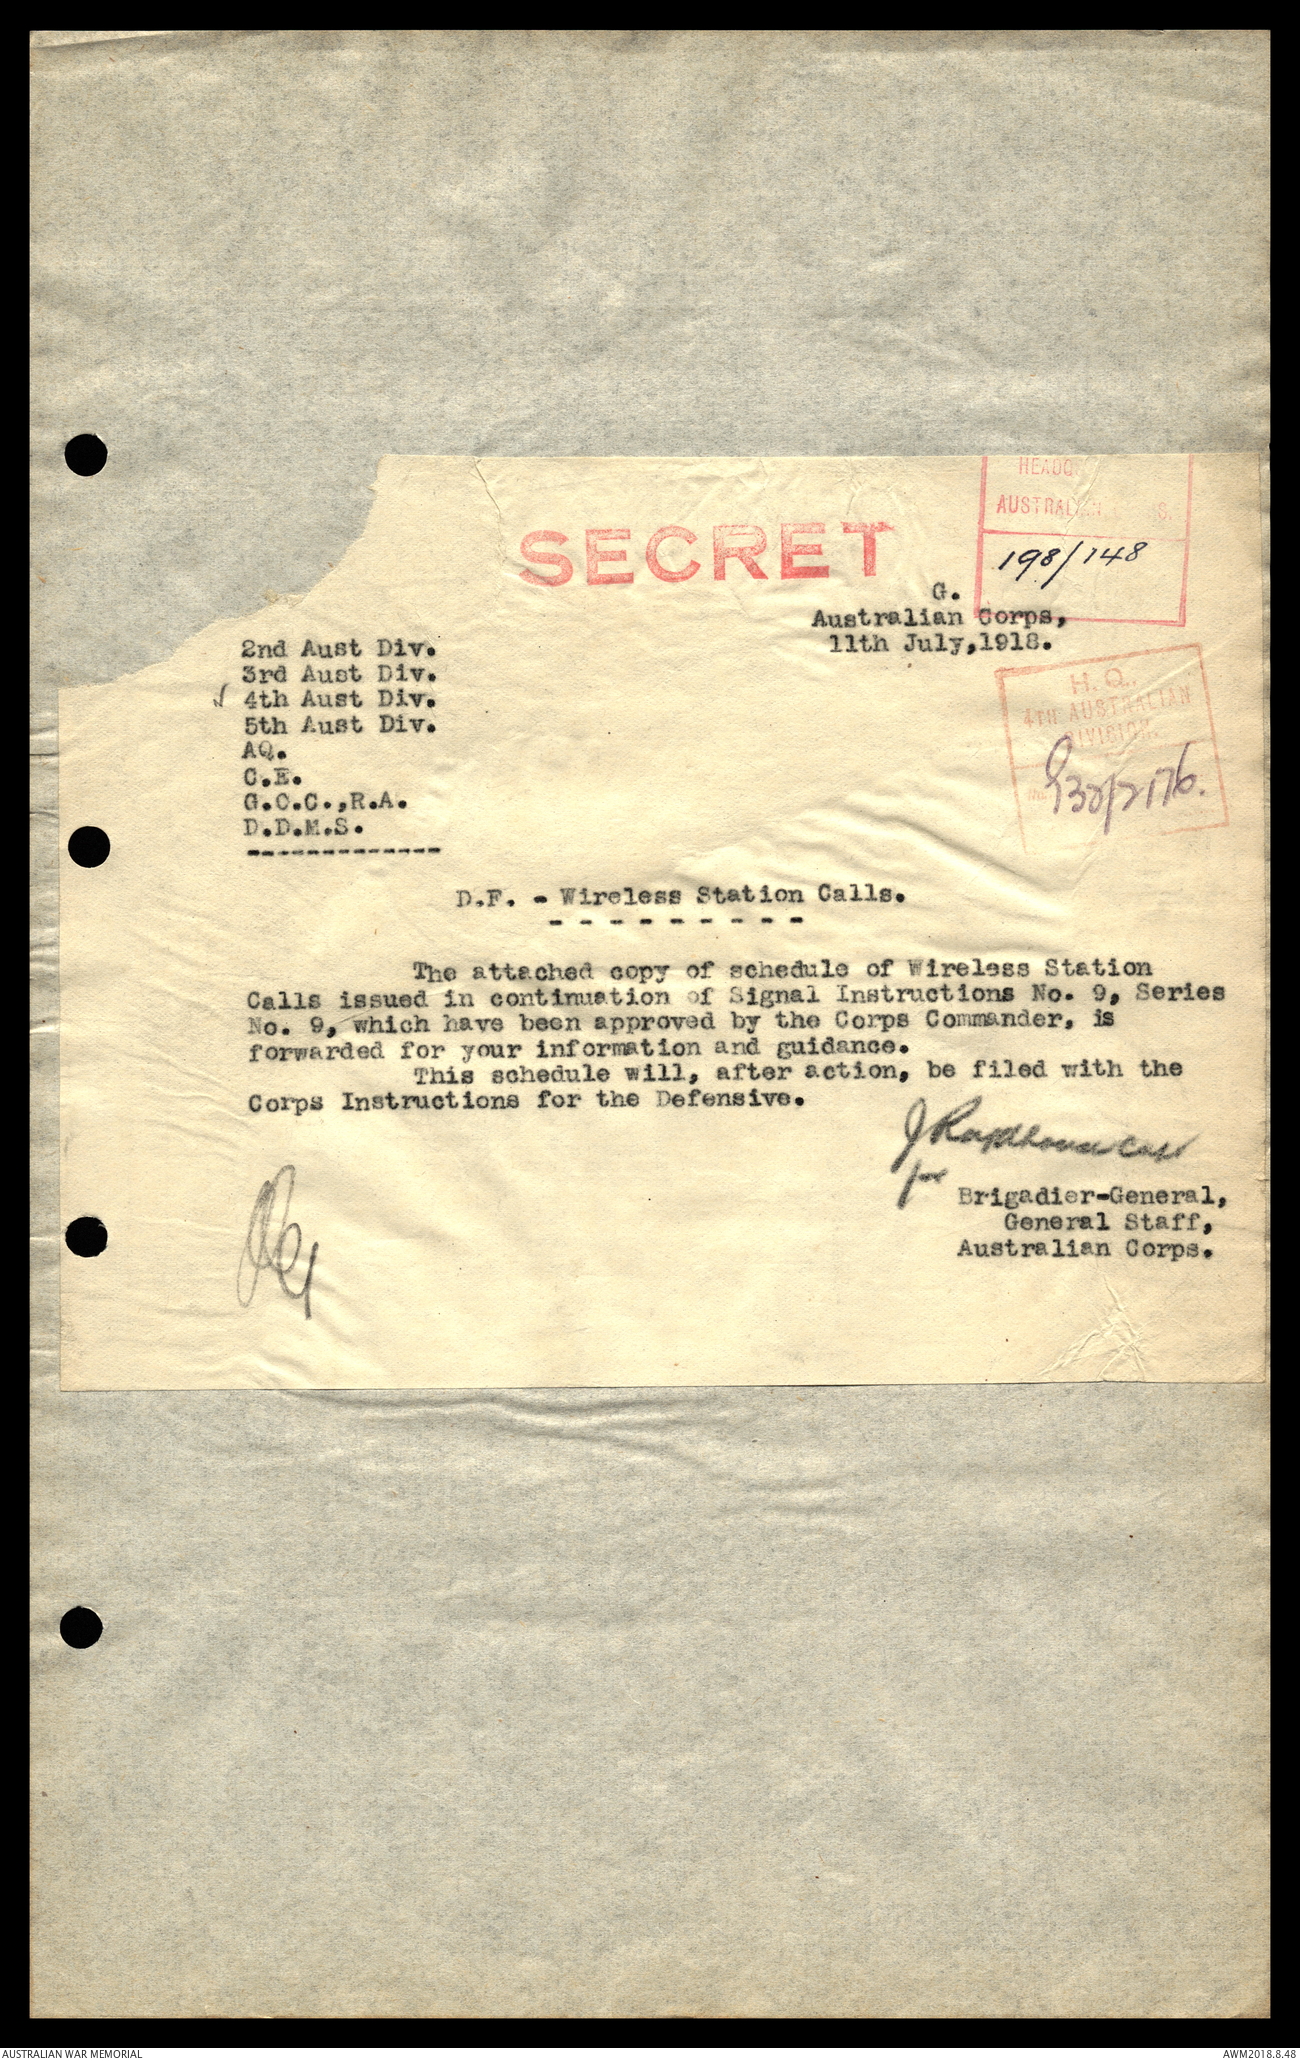 SECRET
HEADQ
AUSTRALIAN S.
198/748
G.
Australian Corps,
11th July,1918.
2nd Aust Div.
3rd Aust Div.
✓ 4th Aust Div.
5th Aust Div.
AQ.
C.E.
G.O.C.,R.A.
D.D.M.S.
-------------
H.Q.
4TH AUSTRALIAN
DIVISION.
D.F. - Wireless Station Calls.
- - - - - - - - -
The attached copy of schedule of Wireless Station
Calls issued in continuation of Signal Instructions No. 9, Series
No. 9, which have been approved by the Corps Commander, is
forwarded for your information and guidance.
This schedule will, after action, be filed with the
Corps Instructions for the Defensive.
for
Brigadier-General,
General Staff,
Australian Corps.
AUSTRALIAN WAR MEMORIAL
AWM2018.8.48